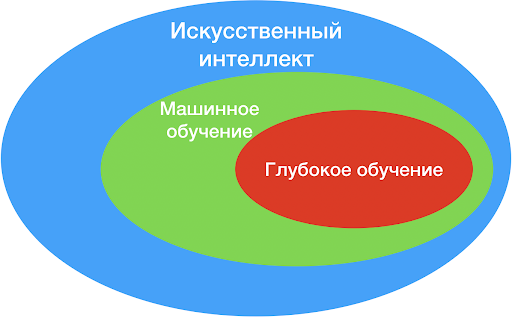 Искусственный
интеллект
Машинное
обучение
Глубокое обучение